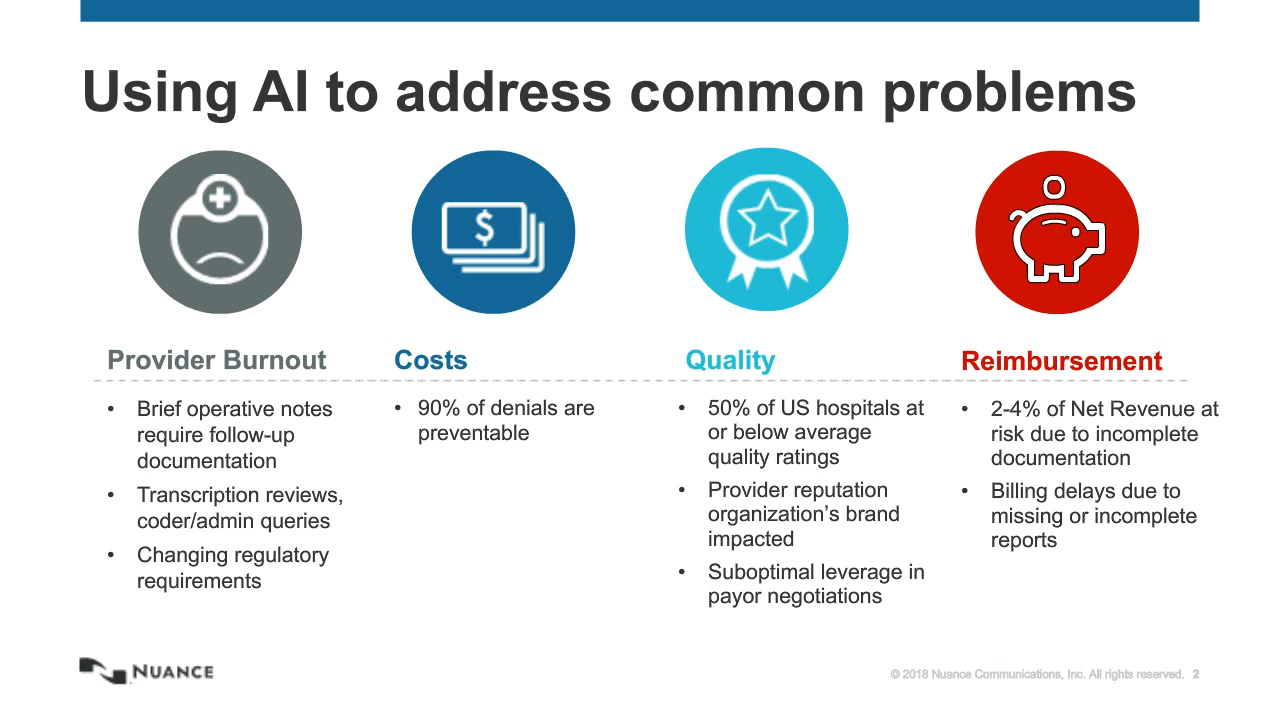 Using AI to address common problems
$
Provider Burnout
• Brief operative notes
require follow-up
documentation
• Transcription reviews,
coder/admin queries
• Changing regulatory
requirements
Costs
• 90% of denials are
preventable
Quality
• 50% of US hospitals at
or below average
quality ratings
• Provider reputation
organization’s brand
impacted
• Suboptimal leverage in
payor negotiations
Reimbursement
• 2-4% of Net Revenue at
risk due to incomplete
documentation
• Billing delays due to
missing or incomplete
reports
NUANCE
© 2018 Nuance Communications, Inc. All rights reserved. 2